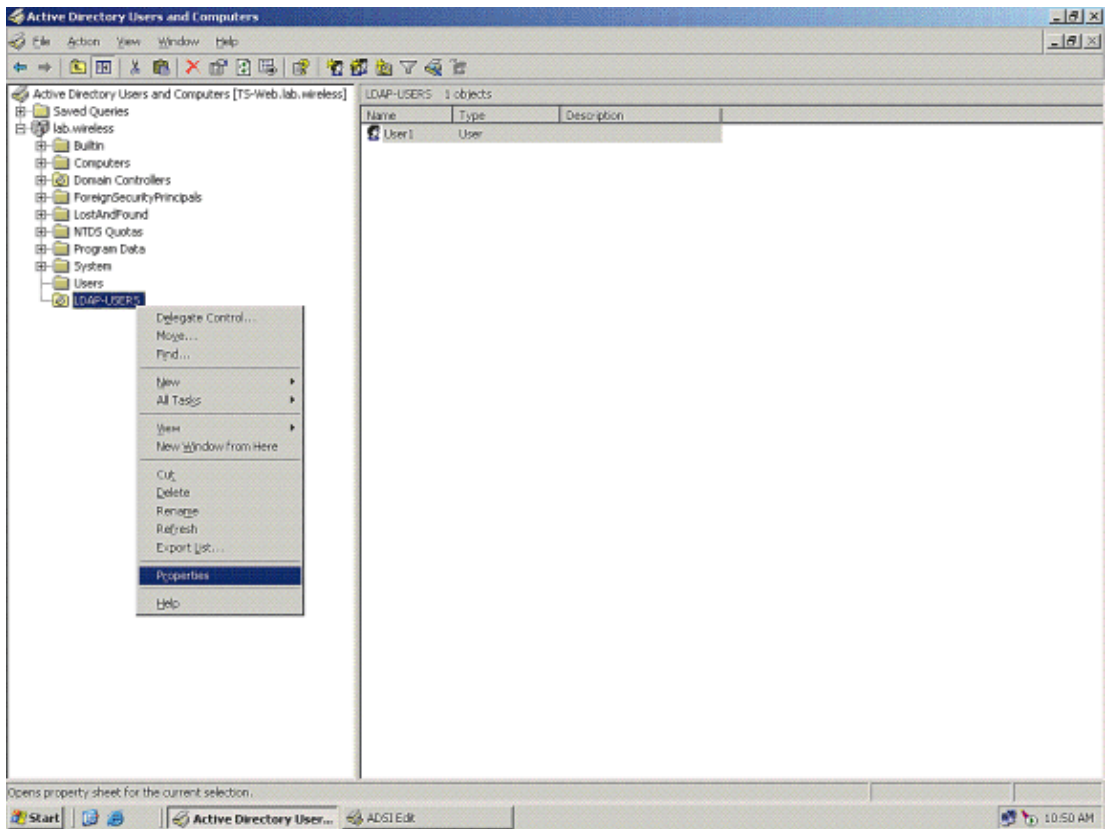 Active Directory Users and Computers
File Action View Window Help
Active Directory Users and Computers [TS-Web.lab.wireless]
Saved Queries
lab.wireless
Builtin
Computers
Domain Controllers
ForeignSecurityPrincipals
LostAndFound
NTDS Quotas
Program Data
System
Users
LDAP-USERS
LDAP-USERS 1 objects
Name Type Description
User1 User
Delegate Control...
Move...
Find...
New
All Tasks
View
New Window from Here
Cut
Delete
Rename
Refresh
Export List...
Properties
Help
Opens property sheet for the current selection.
Start Active Directory User... ADSI Edit 10:50 AM